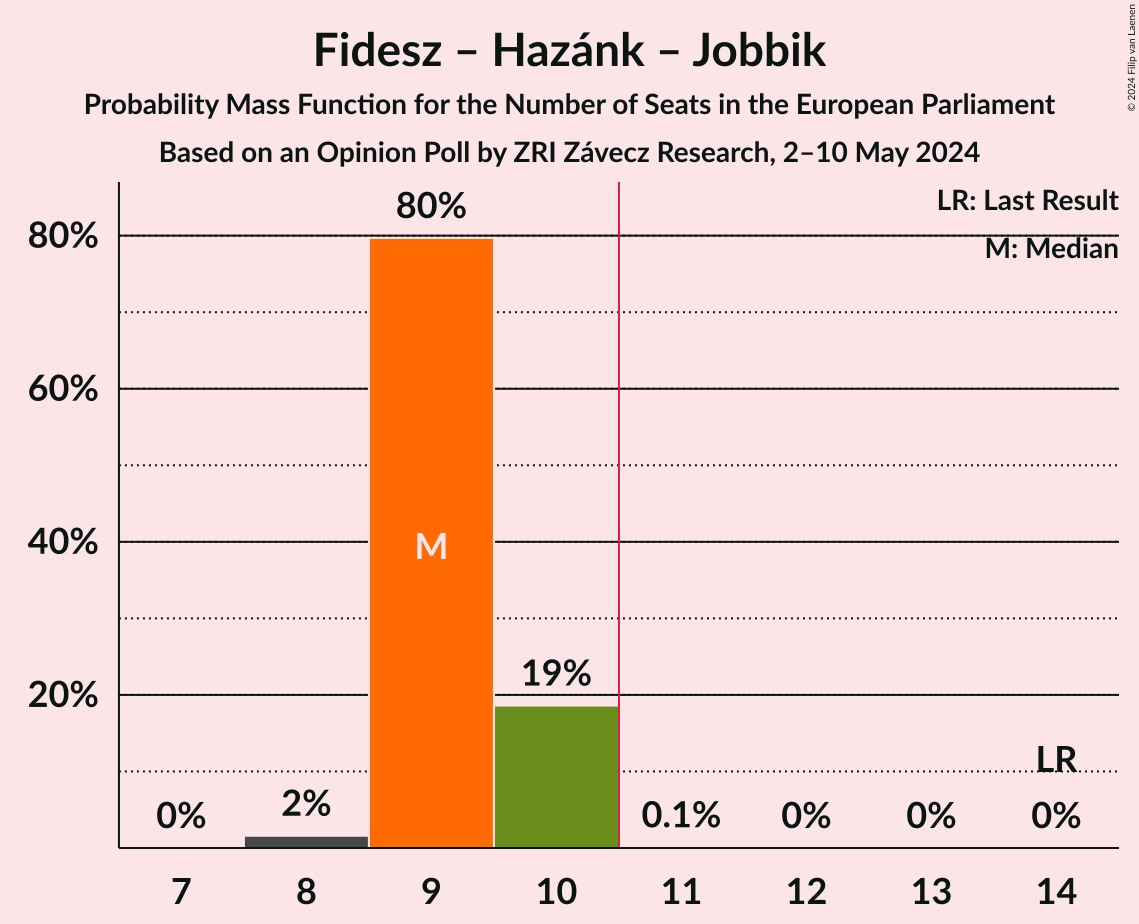 Fidesz – Hazánk – Jobbik
Probability Mass Function for the Number of Seats in the European Parliament
Based on an Opinion Poll by ZRI Závecz Research, 2–10 May 2024
© 2024 Filip van Laenen
LR: Last Result
M: Median
80%
80%
60%
40%
M
20%
19%
LR
0%
2%
0.1%
0%
0%
0%
7 8 9 10 11 12 13 14